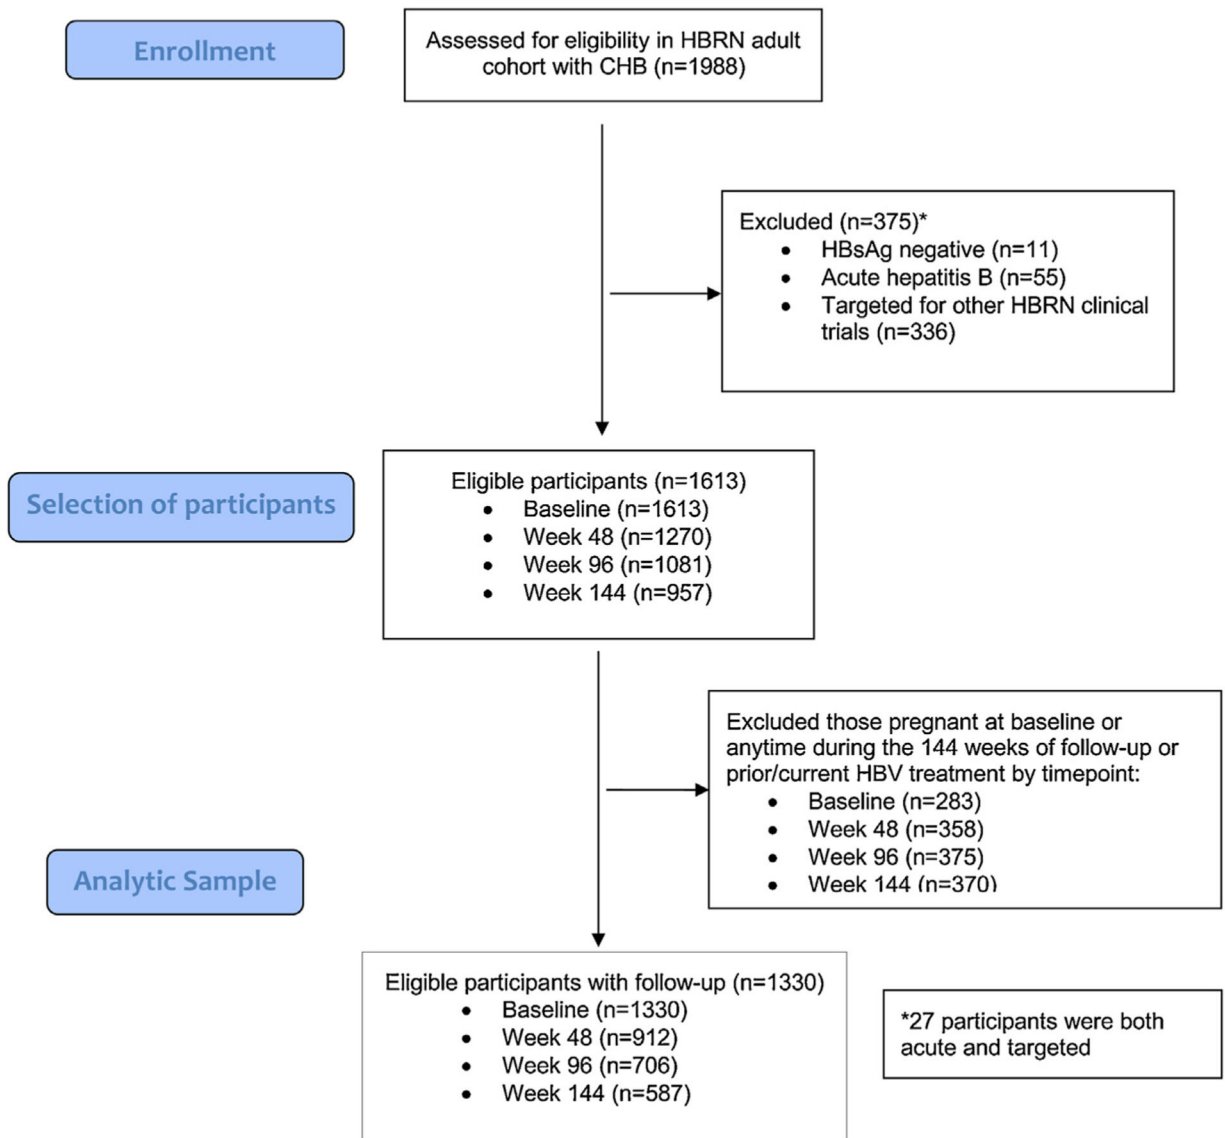 Enrollment
Assessed for eligibility in HBRN adult
cohort with CHB (n=1988)
Excluded (n=375)*
• HBsAg negative (n=11)
• Acute hepatitis B (n=55)
• Targeted for other HBRN clinical
trials (n=336)
Selection of participants
Eligible participants (n=1613)
• Baseline (n=1613)
• Week 48 (n=1270)
• Week 96 (n=1081)
• Week 144 (n=957)
Excluded those pregnant at baseline or
anytime during the 144 weeks of follow-up or
prior/current HBV treatment by timepoint:
• Baseline (n=283)
• Week 48 (n=358)
• Week 96 (n=375)
• Week 144 (n=370)
Analytic Sample
Eligible participants with follow-up (n=1330)
• Baseline (n=1330)
• Week 48 (n=912)
• Week 96 (n=706)
• Week 144 (n=587)
*27 participants were both
acute and targeted